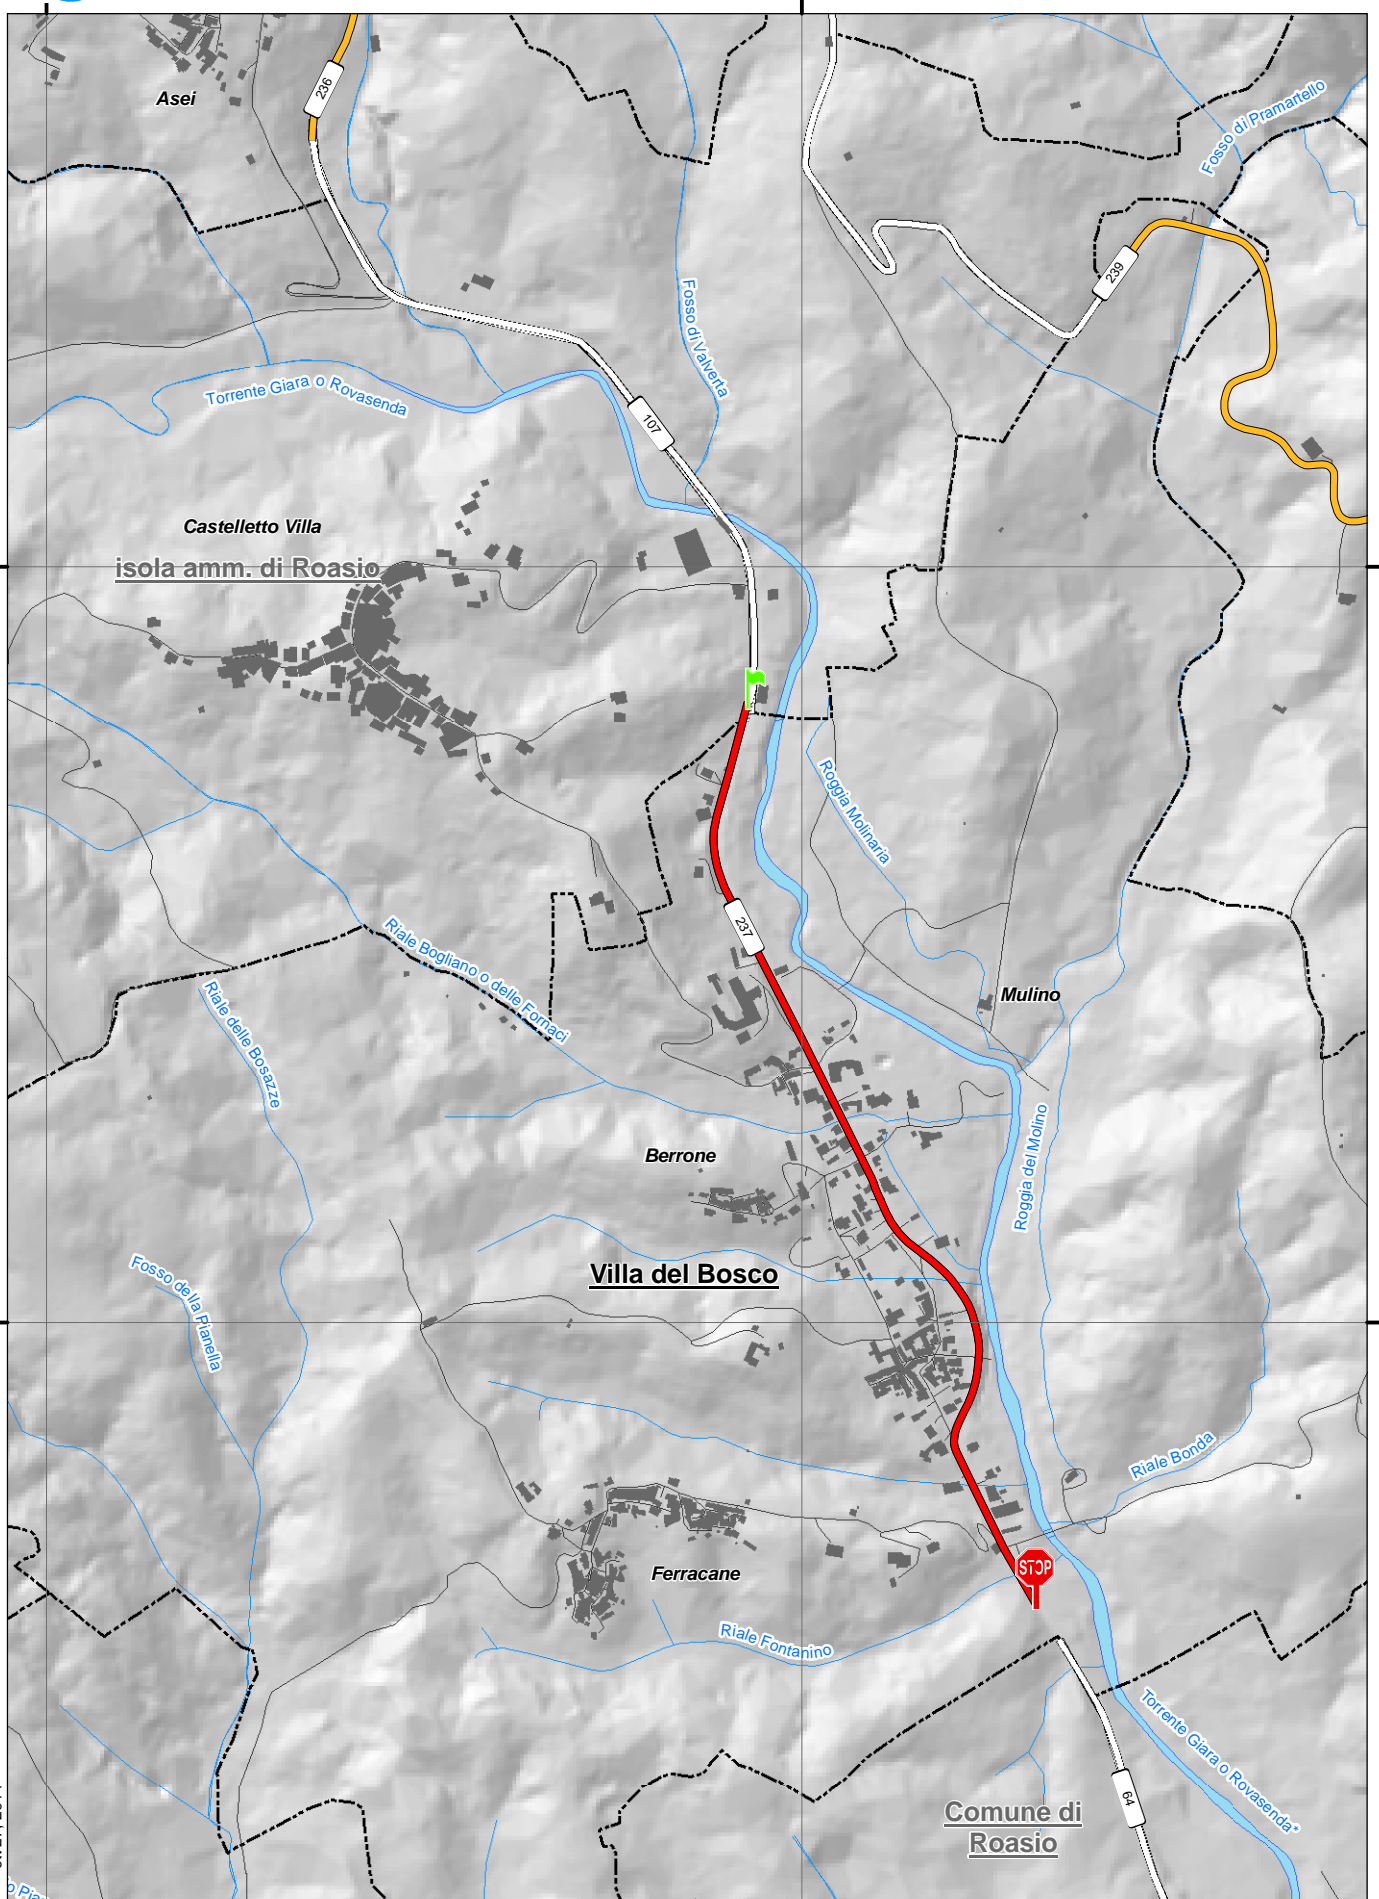 Asei
236
Fosso di Pramartello
239
Fosso di Valverta
Torrente Giara o Rovasenda
107
Castelletto Villa
isola amm. di Roasio
Roggia Molinaria
237
Riale Bogliano o delle Fornaci
Riale delle Bosazze
Mulino
Roggia del Molino
Berrone
Villa del Bosco
Fosso della Pianella
Riale Bonda
STOP
Ferracane
Riale Fontanino
Torrente Giara o Rovasenda*
64
Comune di
Roasio